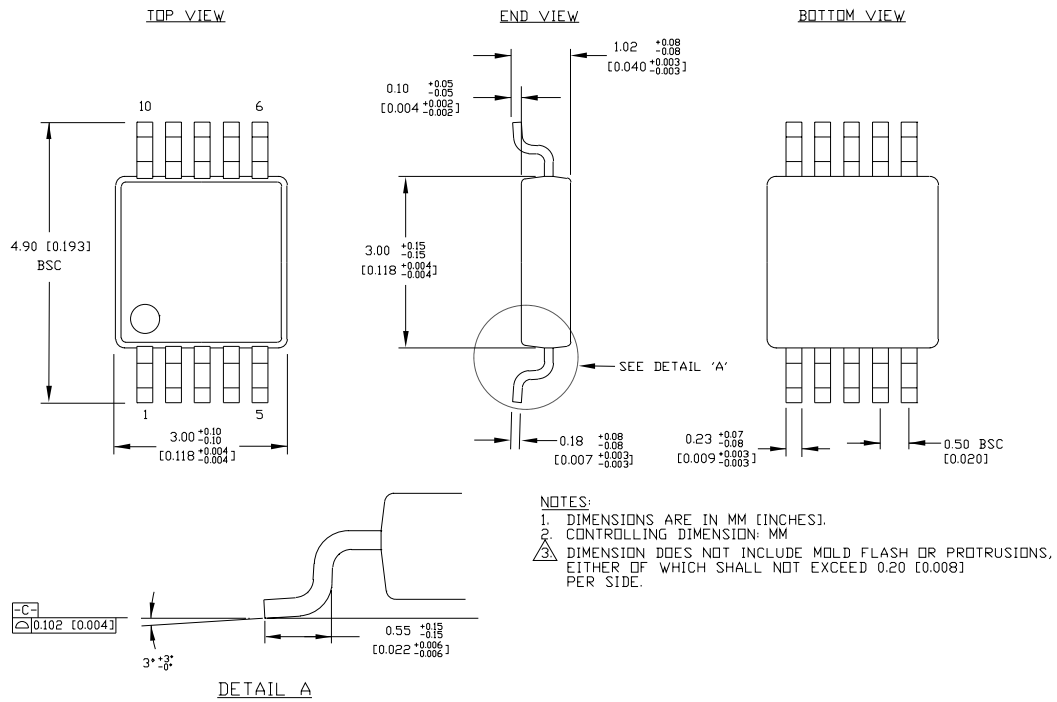 TOP VIEW
END VIEW
BOTTOM VIEW
1.02 +0.08 -0.08
[0.040 +0.003 -0.003]
0.10 +0.05 -0.05
[0.004 +0.002 -0.002]
10
6
4.90 [0.193]
BSC
3.00 +0.15 -0.15
[0.118 +0.004 -0.004]
SEE DETAIL 'A'
1
5
3.00 +0.10 -0.10
[0.118 +0.004 -0.004]
0.18 +0.08 -0.08
[0.007 +0.003 -0.003]
0.23 +0.07 -0.08
[0.009 +0.003 -0.003]
0.50 BSC
[0.020]
NOTES:
1. DIMENSIONS ARE IN MM [INCHES].
2. CONTROLLING DIMENSION: MM
3. DIMENSION DOES NOT INCLUDE MOLD FLASH OR PROTRUSIONS,
EITHER OF WHICH SHALL NOT EXCEED 0.20 [0.008]
PER SIDE.
-C-
0.102 [0.004]
3° +3° -0°
0.55 +0.15 -0.15
[0.022 +0.006 -0.006]
DETAIL A